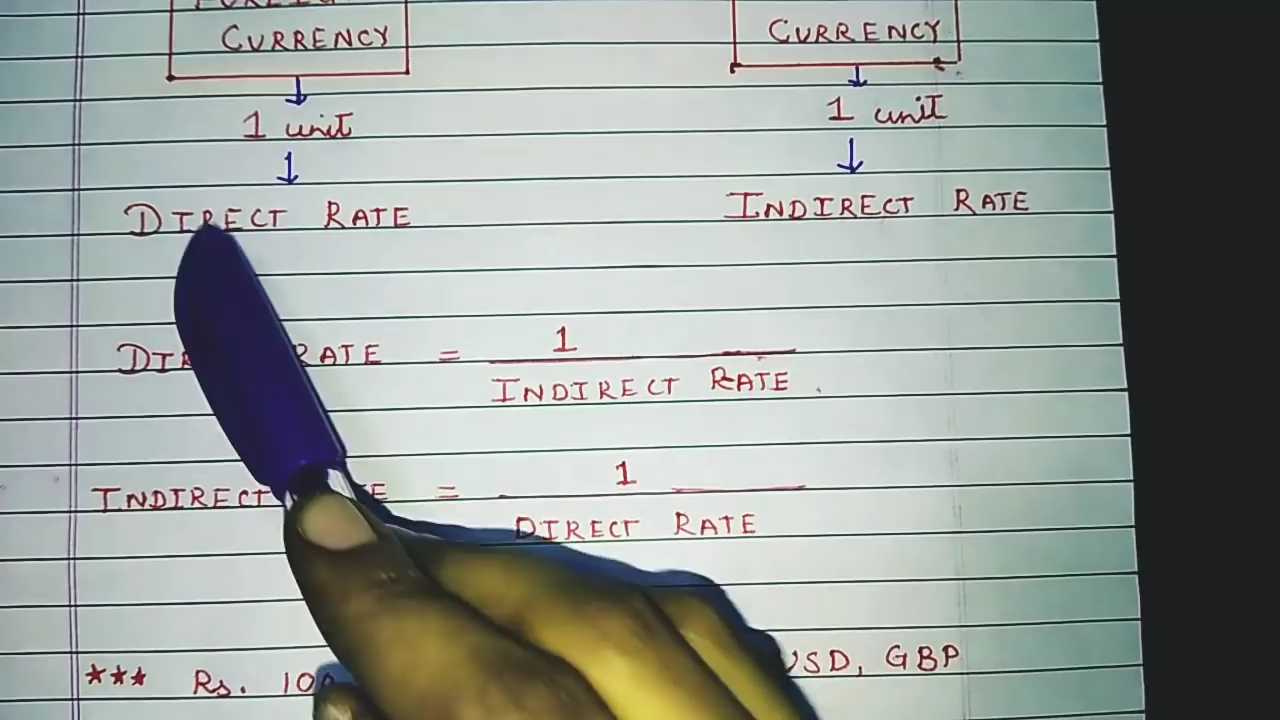 CURRENCY CURRENCY
1 unit 1 unit
DIRECT RATE INDIRECT RATE
RATE = 1
INDIRECT RATE
INDIRECT = 1
DIRECT RATE
*** Rs. USD, GBP